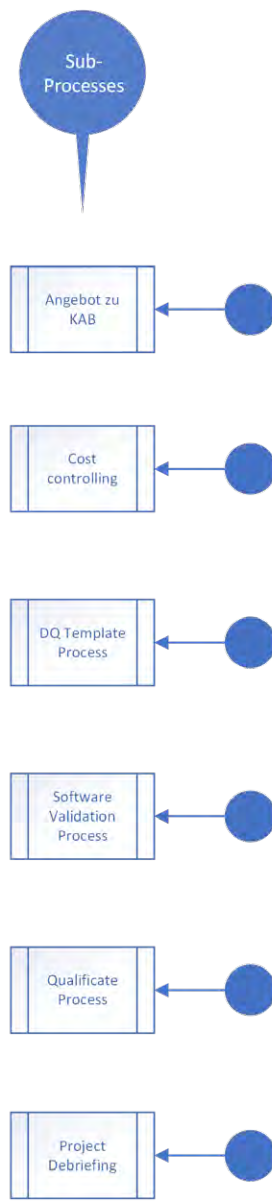 Sub-
Processes
Angebot zu
KAB
Cost
controlling
DQ Template
Process
Software
Validation
Process
Qualificate
Process
Project
Debriefing